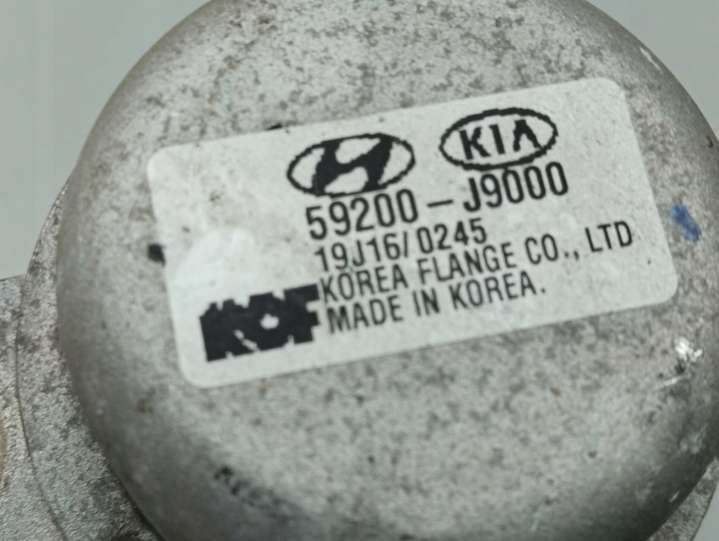 KIA
59200-J9000
19J16/0245
KOREA FLANGE CO., LTD
KOF MADE IN KOREA.